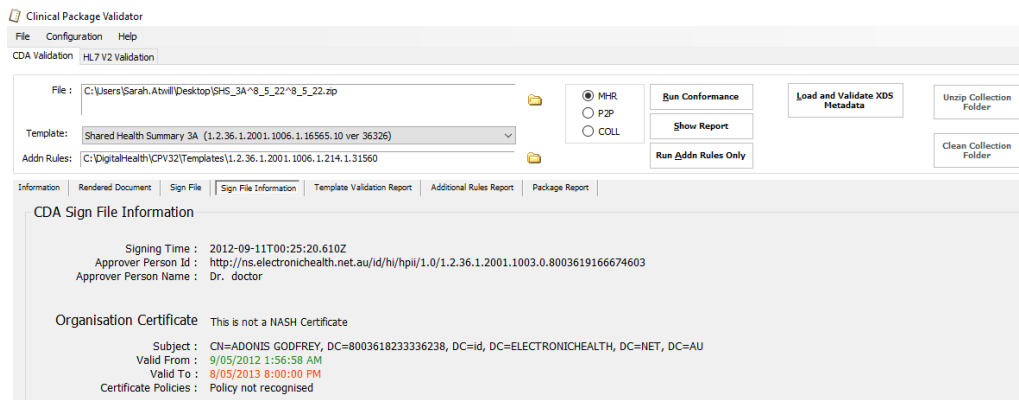 Clinical Package Validator
File Configuration Help
CDA Validation HL7 V2 Validation
File : C:\Users\Sarah.Atwill\Desktop\SHS_3A^8_5_22^8_5_22.zip
MHR
P2P
COLL
Run Conformance
Show Report
Run Addn Rules Only
Load and Validate XDS
Metadata
Unzip Collection
Folder
Clean Collection
Folder
Template: Shared Health Summary 3A (1.2.36.1.2001.1006.1.16565.10 ver 36326)
Addn Rules: C:\DigitalHealth\CPV32\Templates\1.2.36.1.2001.1006.1.214.1.31560
Information Rendered Document Sign File Sign File Information Template Validation Report Additional Rules Report Package Report
CDA Sign File Information
Signing Time : 2012-09-11T00:25:20.610Z
Approver Person Id : http://ns.electronichealth.net.au/id/hi/hpii/1.0/1.2.36.1.2001.1003.0.8003619166674603
Approver Person Name : Dr. doctor
Organisation Certificate This is not a NASH Certificate
Subject : CN=ADONIS GODFREY, DC=8003618233336238, DC=id, DC=ELECTRONICHEALTH, DC=NET, DC=AU
Valid From : 9/05/2012 1:56:58 AM
Valid To : 8/05/2013 8:00:00 PM
Certificate Policies : Policy not recognised